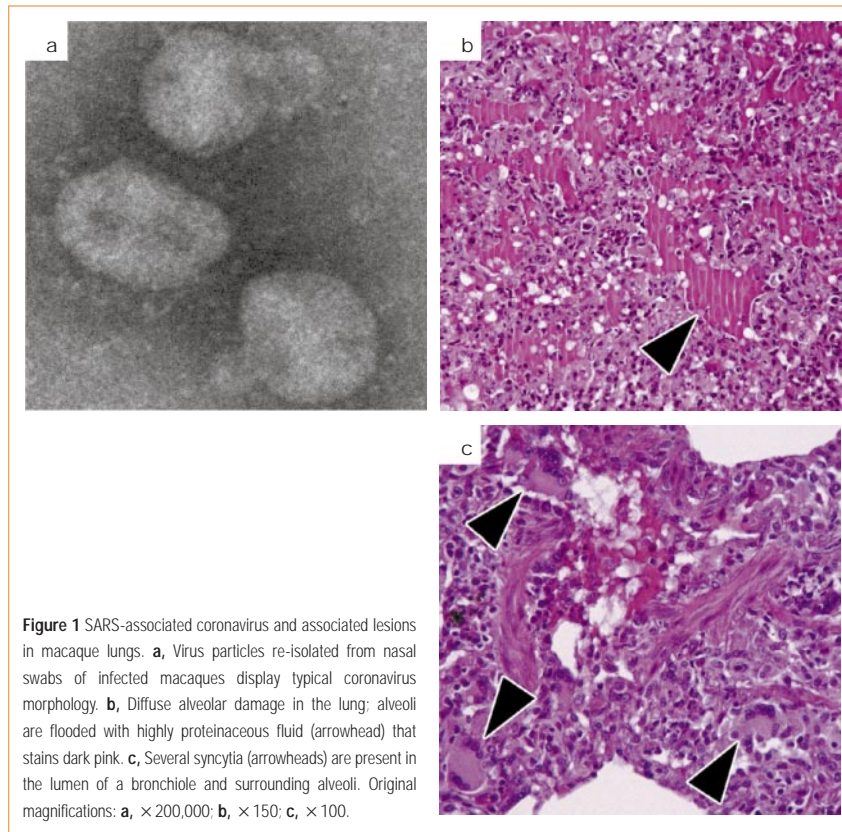 a
b
c
Figure 1 SARS-associated coronavirus and associated lesions
in macaque lungs. a, Virus particles re-isolated from nasal
swabs of infected macaques display typical coronavirus
morphology. b, Diffuse alveolar damage in the lung; alveoli
are flooded with highly proteinaceous fluid (arrowhead) that
stains dark pink. c, Several syncytia (arrowheads) are present in
the lumen of a bronchiole and surrounding alveoli. Original
magnifications: a, ×200,000; b, ×150; c, ×100.